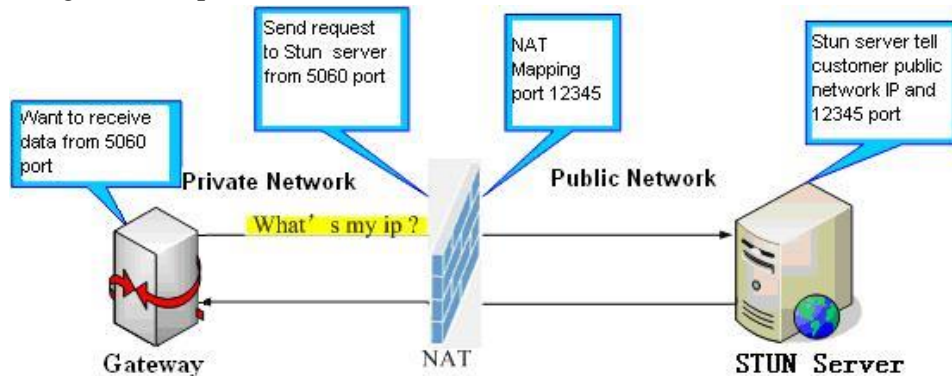 Send request
to Stun server
from 5060 port
NAT
Mapping
port 12345
Stun server tell
customer public
network IP and
12345 port
Want to receive
data from 5060
port
Private Network
Public Network
What's my ip ?
Gateway
NAT
STUN Server